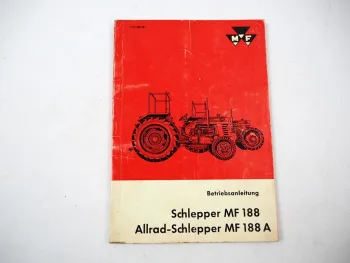 MF
Betriebsanleitung
Schlepper MF 188
Allrad-Schlepper MF 188 A